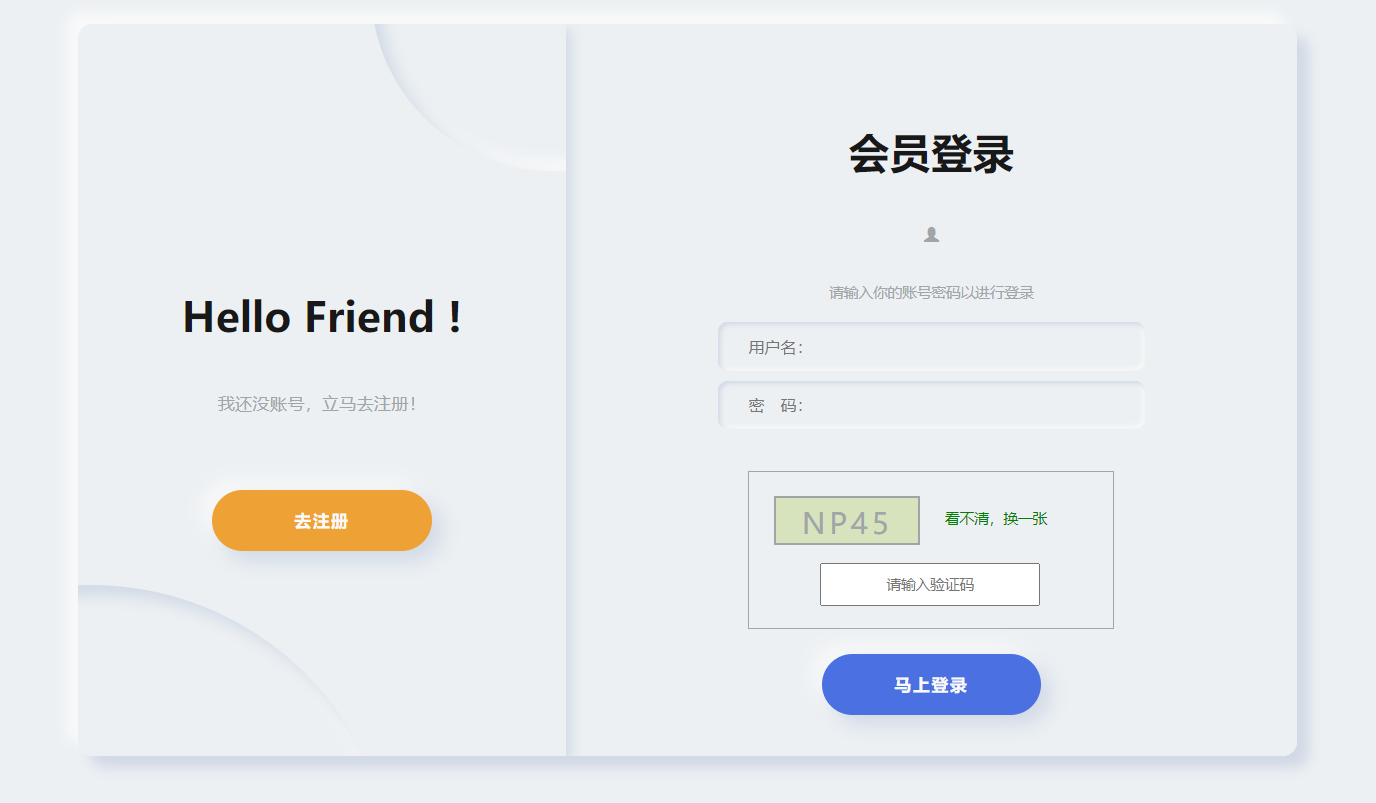 Hello Friend !
我还没账号，立马去注册！
去注册
会员登录
请输入你的账号密码以进行登录
用户名：
密　码：
NP45
看不清，换一张
请输入验证码
马上登录